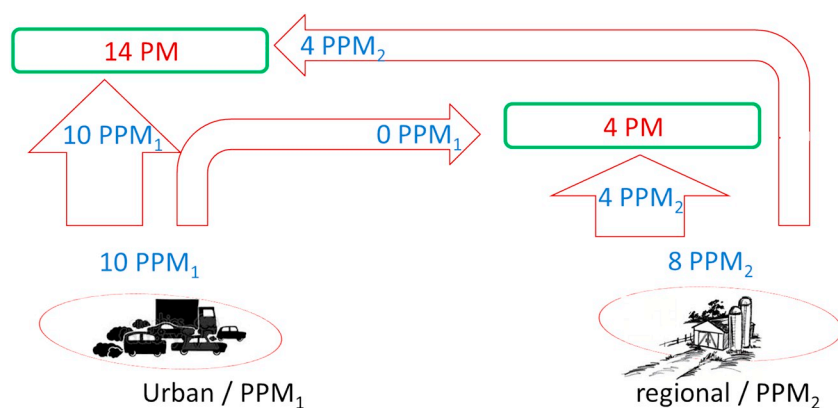 14 PM
4 PPM₂
10 PPM₁
0 PPM₁
4 PM
4 PPM₂
10 PPM₁
8 PPM₂
Urban / PPM₁
regional / PPM₂